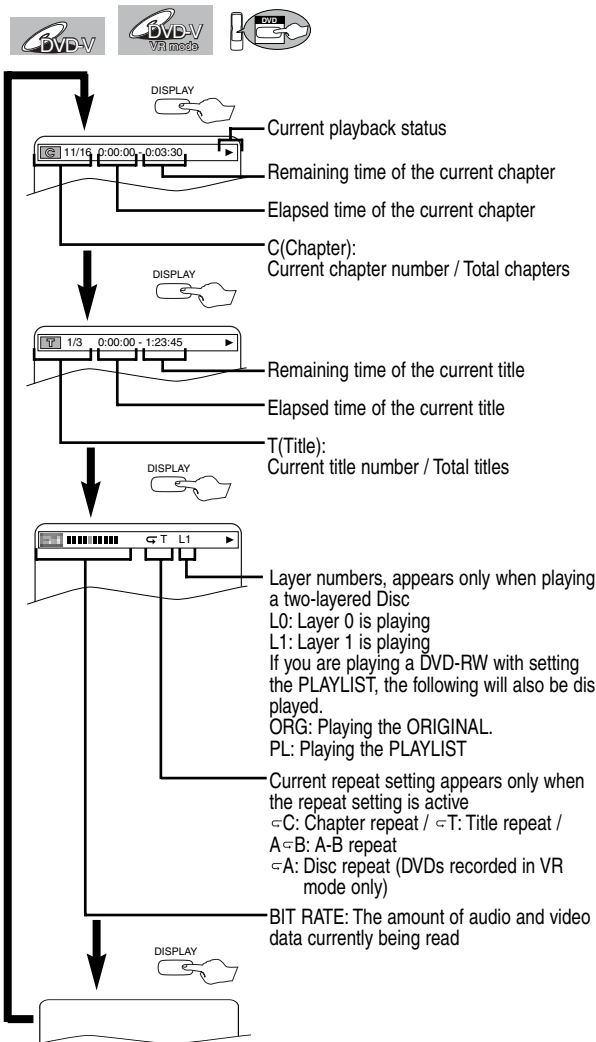 DVD-V
DVD-V
VR mode
DVD
DISPLAY
Current playback status
C 11/16 0:00:00 - 0:03:30 ►
Remaining time of the current chapter
Elapsed time of the current chapter
C(Chapter):
Current chapter number / Total chapters
DISPLAY
T 1/3 0:00:00 - 1:23:45 ►
Remaining time of the current title
Elapsed time of the current title
T(Title):
Current title number / Total titles
DISPLAY
T L1 ►
Layer numbers, appears only when playing
a two-layered Disc
L0: Layer 0 is playing
L1: Layer 1 is playing
If you are playing a DVD-RW with setting
the PLAYLIST, the following will also be dis
played.
ORG: Playing the ORIGINAL.
PL: Playing the PLAYLIST
Current repeat setting appears only when
the repeat setting is active
C: Chapter repeat / T: Title repeat /
A B: A-B repeat
A: Disc repeat (DVDs recorded in VR
mode only)
BIT RATE: The amount of audio and video
data currently being read
DISPLAY